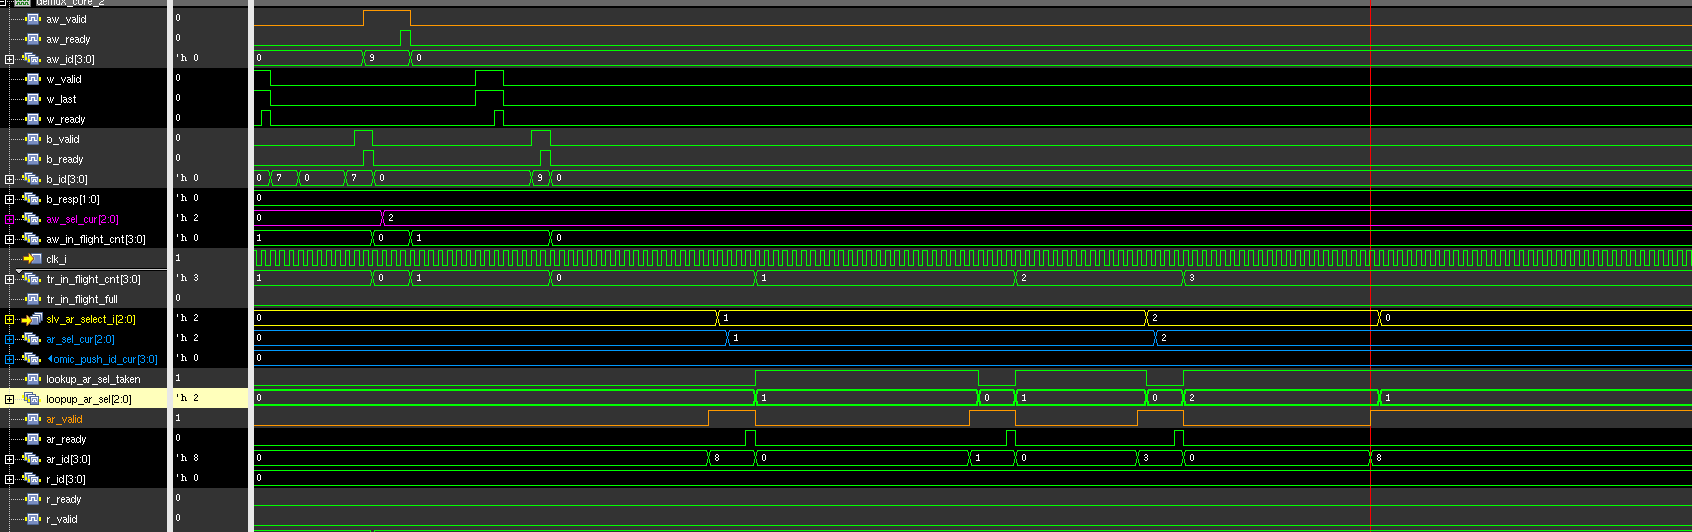 demux_core_2
aw_valid 0
aw_ready 0
aw_id[3:0] 'h 0 0 9 0
w_valid 0
w_last 0
w_ready 0
b_valid 0
b_ready 0
b_id[3:0] 'h 0 0 7 0 7 0 9 0
b_resp[1:0] 'h 0 0
aw_sel_cur[2:0] 'h 2 0 2
aw_in_flight_cnt[3:0] 'h 0 1 0 1 0
clk_i 1
tr_in_flight_cnt[3:0] 'h 3 1 0 1 0 1 2 3
tr_in_flight_full 0
slv_ar_select_i[2:0] 'h 2 0 1 2 0
ar_sel_cur[2:0] 'h 2 0 1 2
omic_push_id_cur[3:0] 'h 0 0
lookup_ar_sel_taken 1
loopup_ar_sel[2:0] 'h 2 0 1 0 1 0 2 1
ar_valid 1
ar_ready 0
ar_id[3:0] 'h 8 0 8 0 1 0 3 0 8
r_id[3:0] 'h 0 0
r_ready 0
r_valid 0